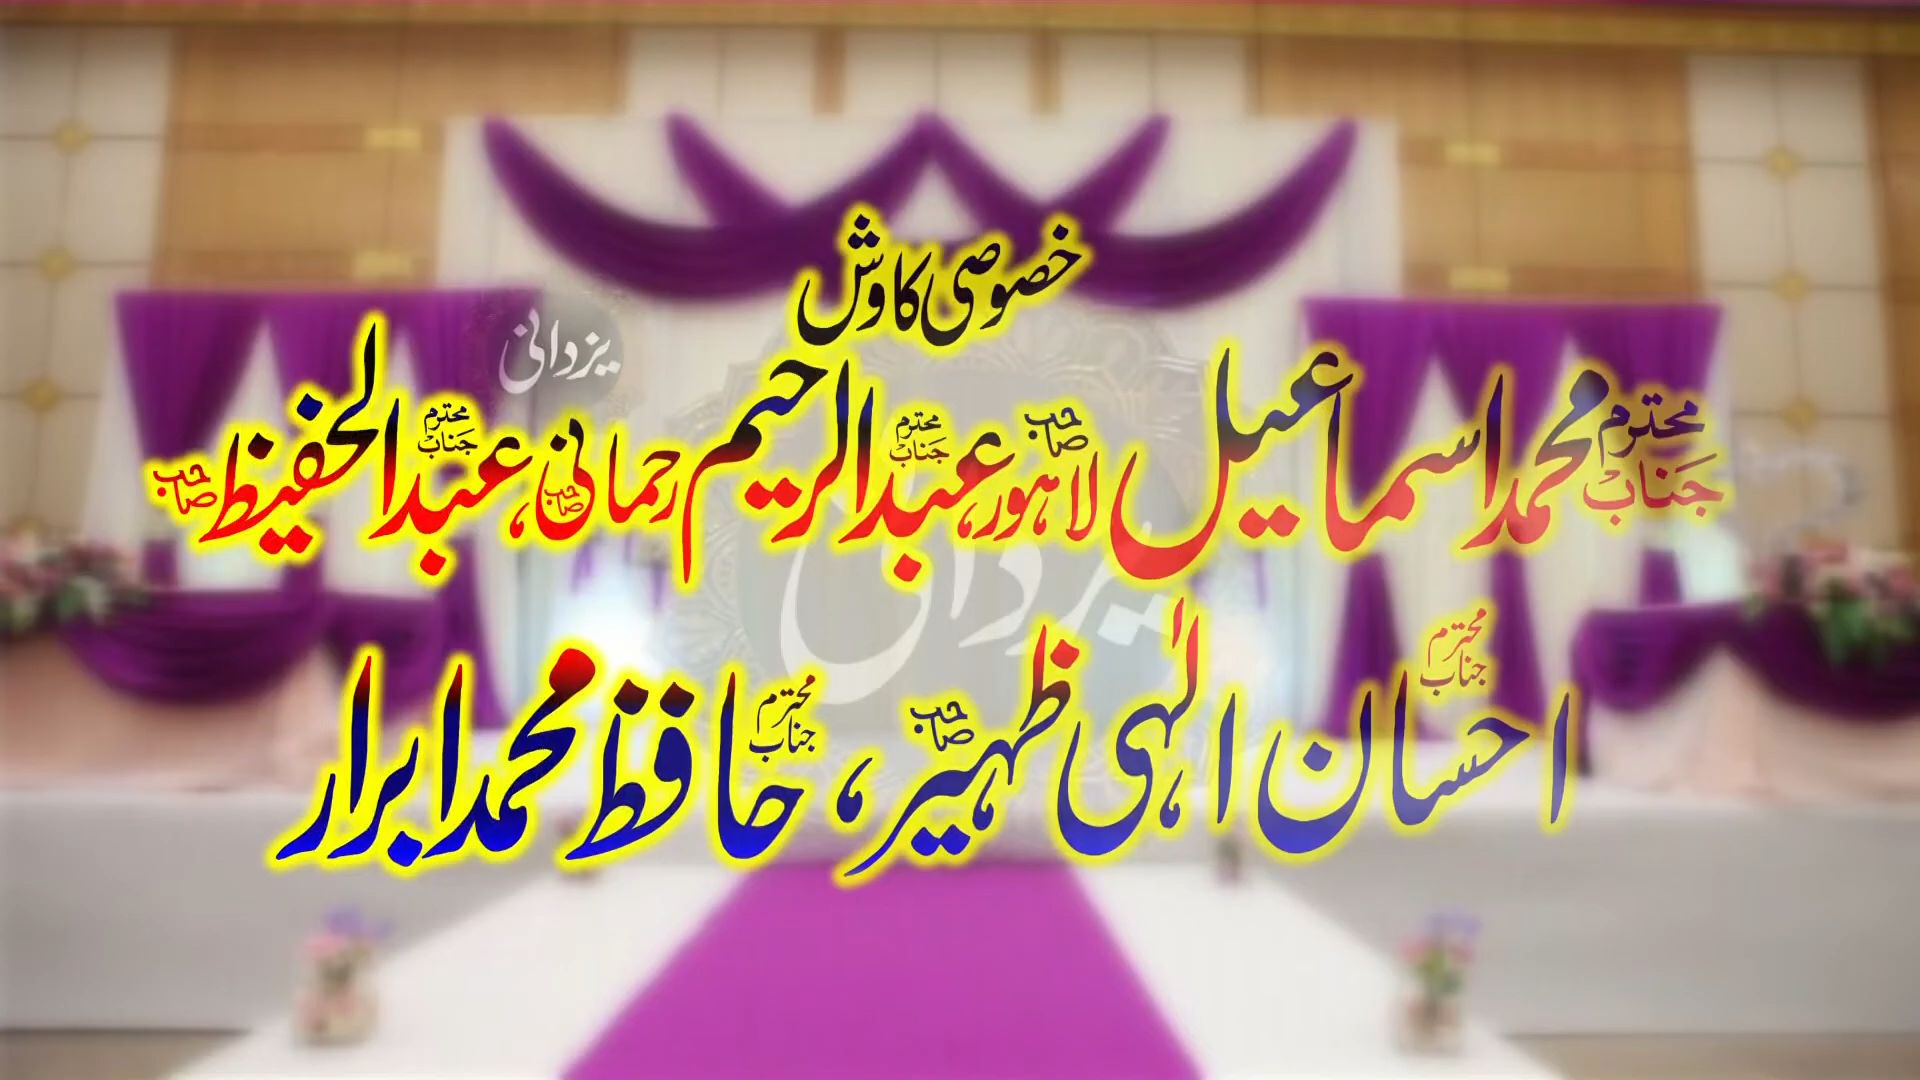 خصوصی کاوش
یزدانی
محترم جناب محمد اسماعیل لاہور صاحب، محترم جناب عبدالرحیم رحمانی صاحب، محترم جناب عبدالحفیظ صاحب
محترم جناب احسان الٰہی ظہیر صاحب، محترم جناب حافظ محمد ابرار
یزدانی